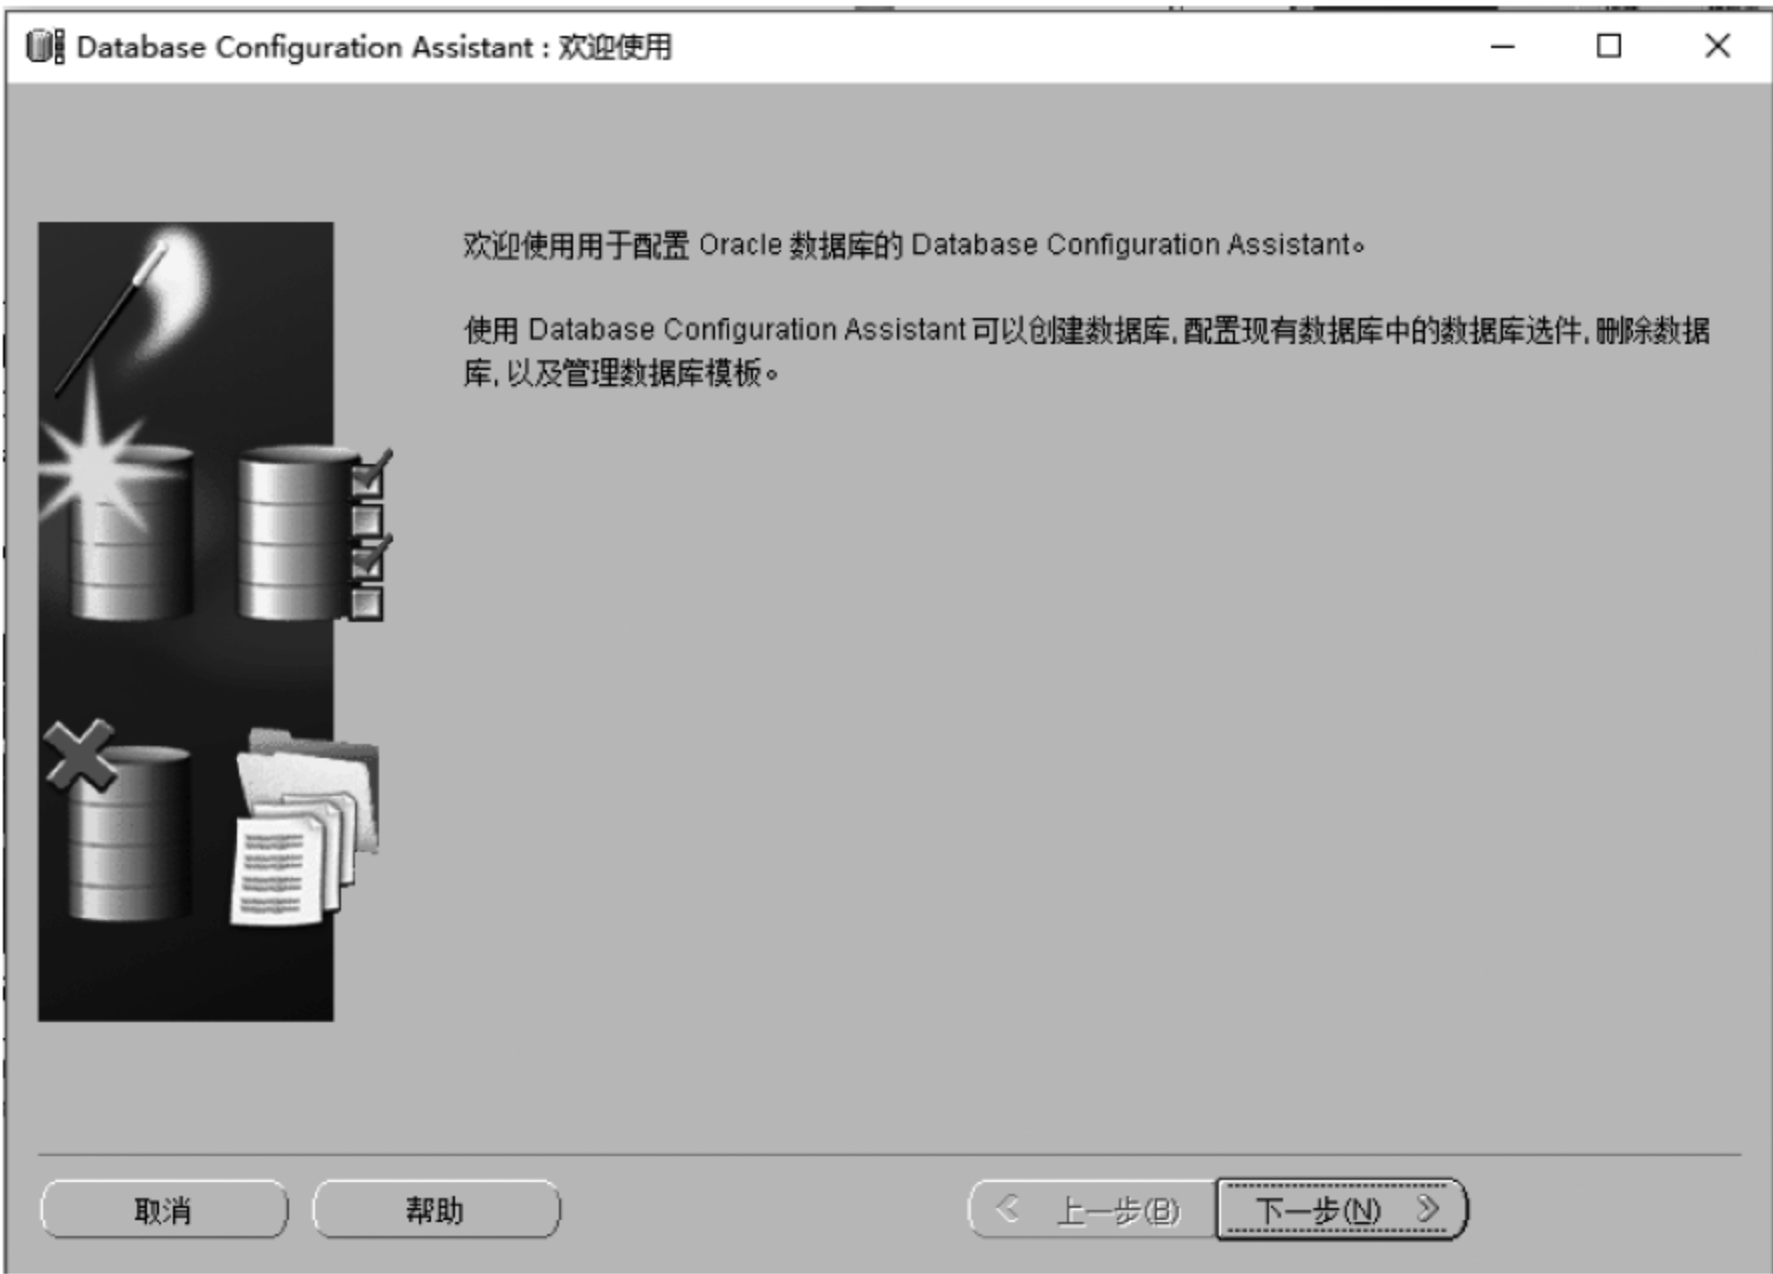 Database Configuration Assistant : 欢迎使用
欢迎使用用于配置 Oracle 数据库的 Database Configuration Assistant。
使用 Database Configuration Assistant 可以创建数据库, 配置现有数据库中的数据库选件, 删除数据
库, 以及管理数据库模板。
取消 帮助 上一步(B) 下一步(N)